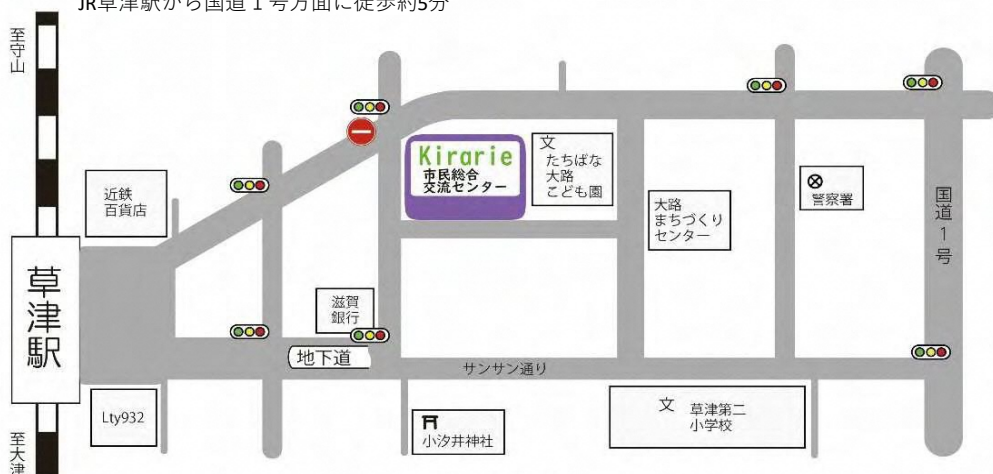 JR草津駅から国道１号方面に徒歩約5分
至守山
近鉄
百貨店
草津駅
Lty932
至大津
Kirarie
市民総合
交流センター
文
たちばな
大路
こども園
大路
まちづくり
センター
警察署
国道1号
滋賀
銀行
地下道
サンサン通り
小汐井神社
文 草津第二
小学校